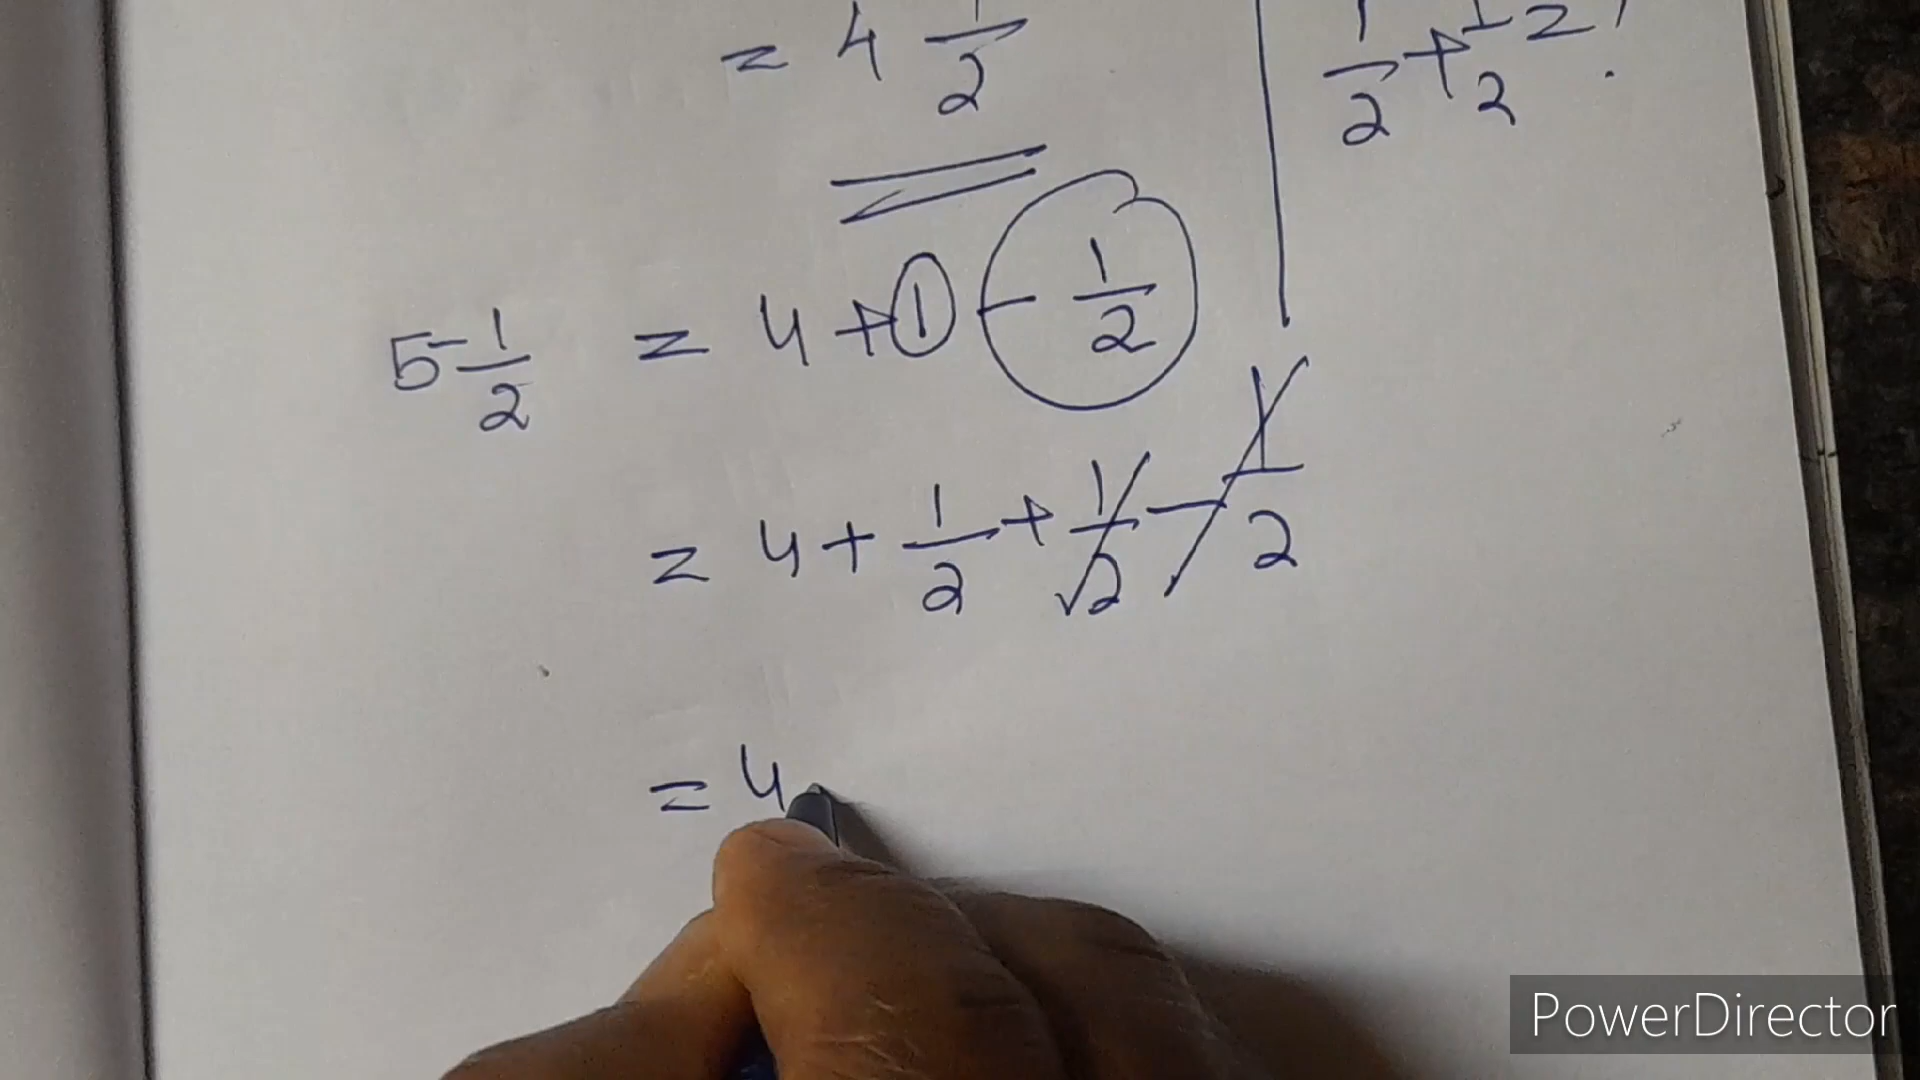 = 4 1/2
1/2 + 1/2 = 1.
5 - 1/2 = 4 + 1 - 1/2
= 4 + 1/2 + 1/2 - 1/2
= 4
PowerDirector